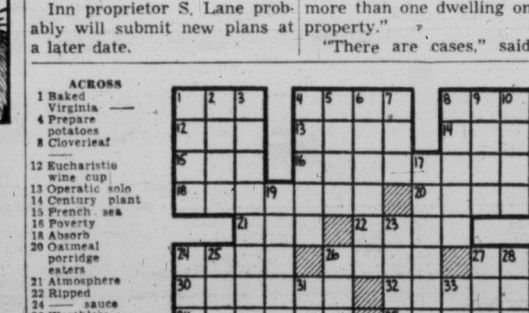 Inn proprietor S. Lane prob-
ably will submit new plans at
a later date.
more than one dwelling on
property."
"There are cases," said
ACROSS
1 Baked
Virginia —
4 Prepare
potatoes
8 Cloverleaf
—
12 Eucharistic
wine cup
13 Operatic solo
14 Century plant
15 French sea
16 Poverty
18 Absorb
20 Oatmeal
porridge
eaters
21 Atmosphere
22 Ripped
24 — sauce
1 2 3 4 5 6 7 8 9 10
12 13 14
15 16 17
18 19 20
21 22 23
24 25 26 27 28
30 31 32 33